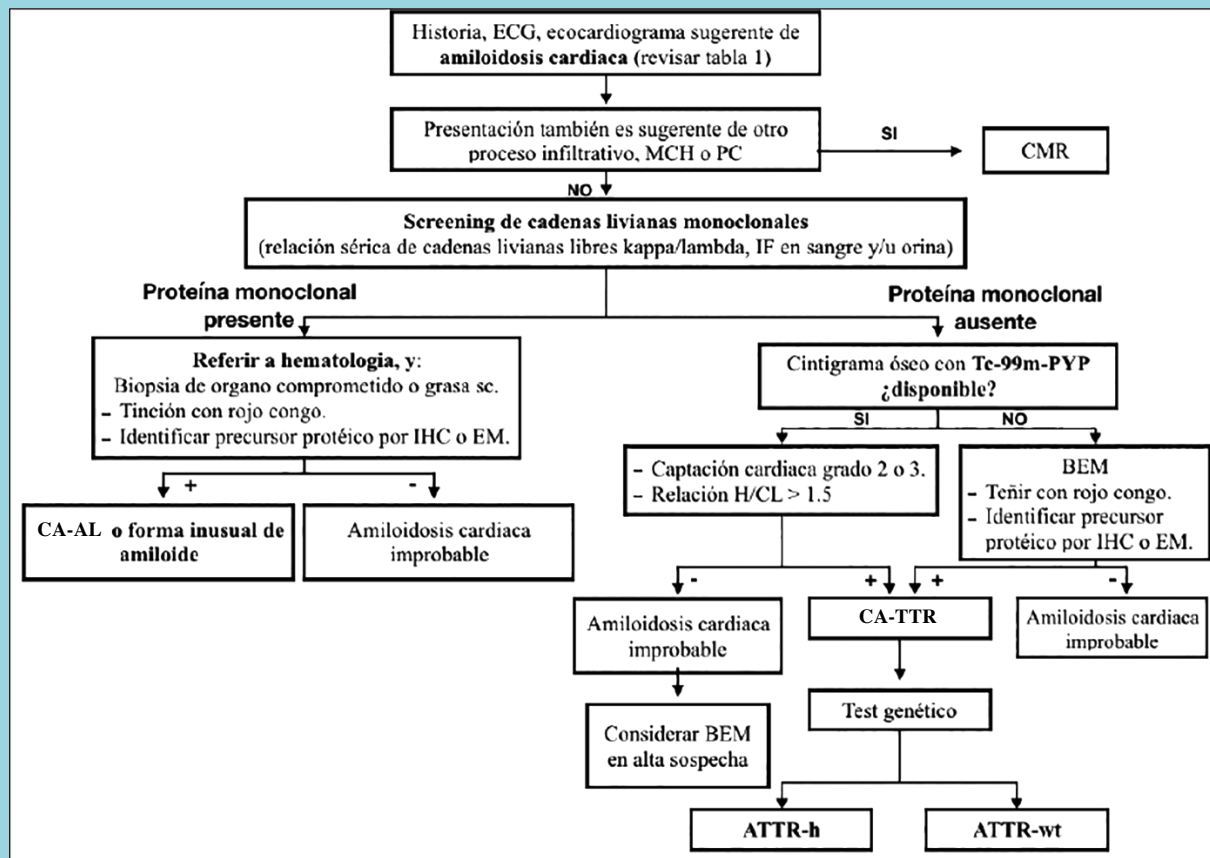 Historia, ECG, ecocardiograma sugerente de
amiloidosis cardiaca (revisar tabla 1)
Presentación también es sugerente de otro
proceso infiltrativo, MCH o PC
SI
CMR
NO
Screening de cadenas livianas monoclonales
(relación sérica de cadenas livianas libres kappa/lambda, IF en sangre y/u orina)
Proteína monoclonal
presente
Proteína monoclonal
ausente
Referir a hematologia, y:
Biopsia de organo comprometido o grasa sc.
– Tinción con rojo congo.
– Identificar precursor protéico por IHC o EM.
Cintigrama óseo con Tc-99m-PYP
¿disponible?
SI
NO
– Captación cardiaca grado 2 o 3.
– Relación H/CL > 1.5
BEM
– Teñir con rojo congo.
– Identificar precursor
protéico por IHC o EM.
+
-
CA-AL o forma inusual de
amiloide
Amiloidosis cardiaca
improbable
-
+
+
-
Amiloidosis cardiaca
improbable
CA-TTR
Amiloidosis cardiaca
improbable
Considerar BEM
en alta sospecha
Test genético
ATTR-h
ATTR-wt